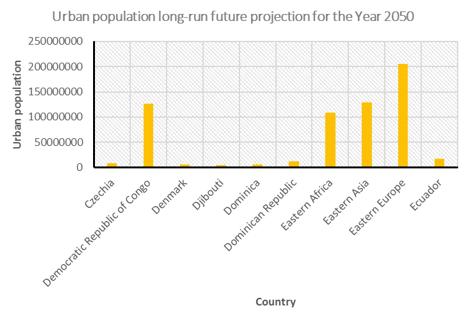 Urban population long-run future projection for the Year 2050
250000000
200000000
150000000
100000000
50000000
0
Urban population
Czechia
Democratic Republic of Congo
Denmark
Djibouti
Dominica
Dominican Republic
Eastern Africa
Eastern Asia
Eastern Europe
Ecuador
Country